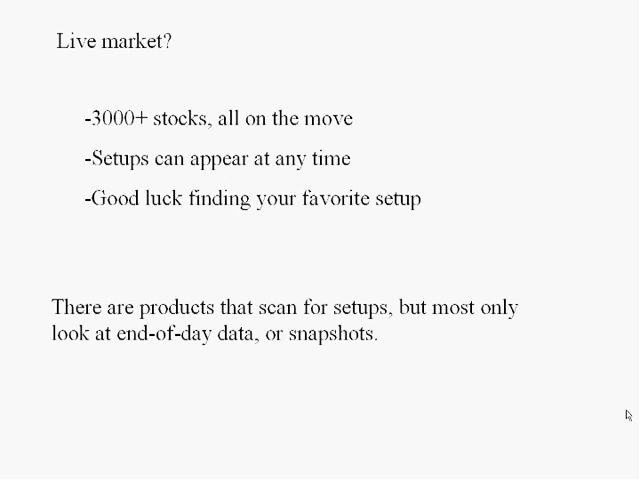 Live market?
-3000+ stocks, all on the move
-Setups can appear at any time
-Good luck finding your favorite setup
There are products that scan for setups, but most only
look at end-of-day data, or snapshots.